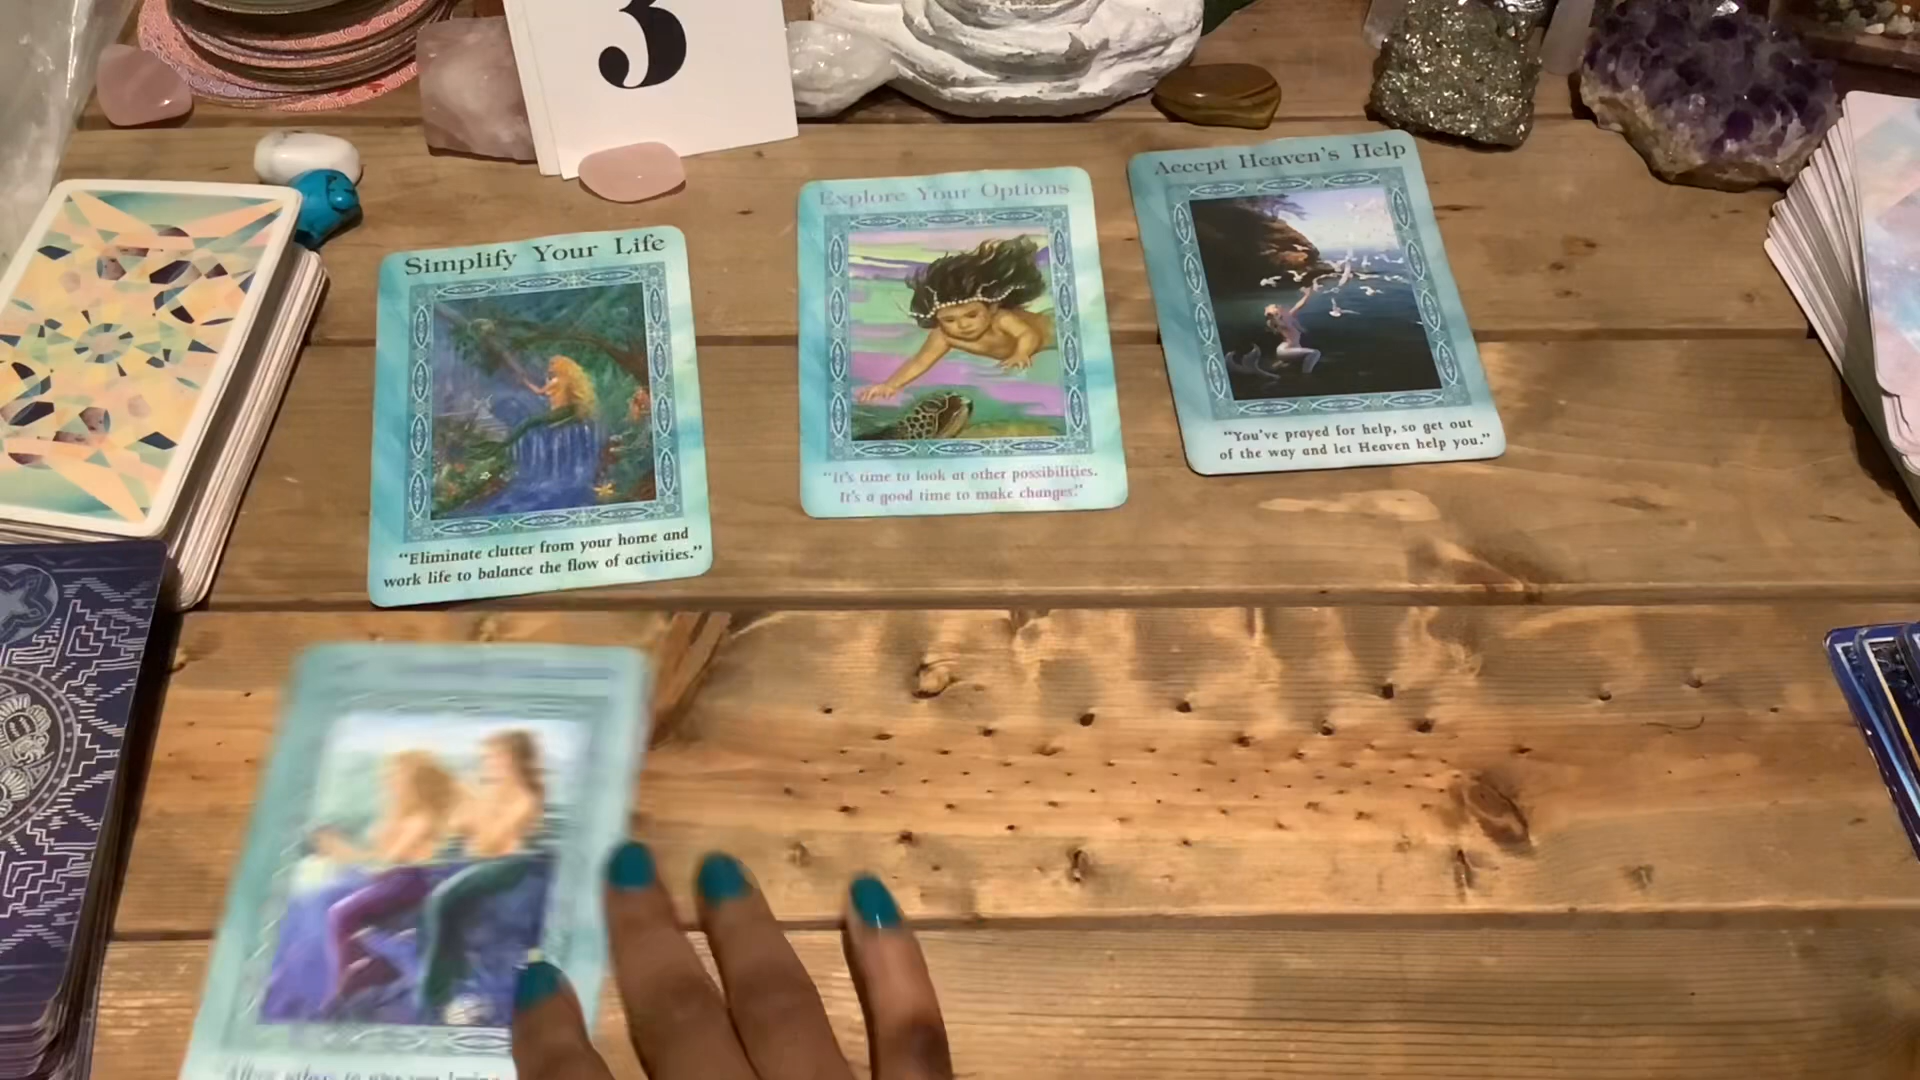 3
Simplify Your Life
"Eliminate clutter from your home and
work life to balance the flow of activities."
Explore Your Options
"It's time to look at other possibilities.
It's a good time to make changes."
Accept Heaven's Help
"You've prayed for help, so get out
of the way and let Heaven help you."